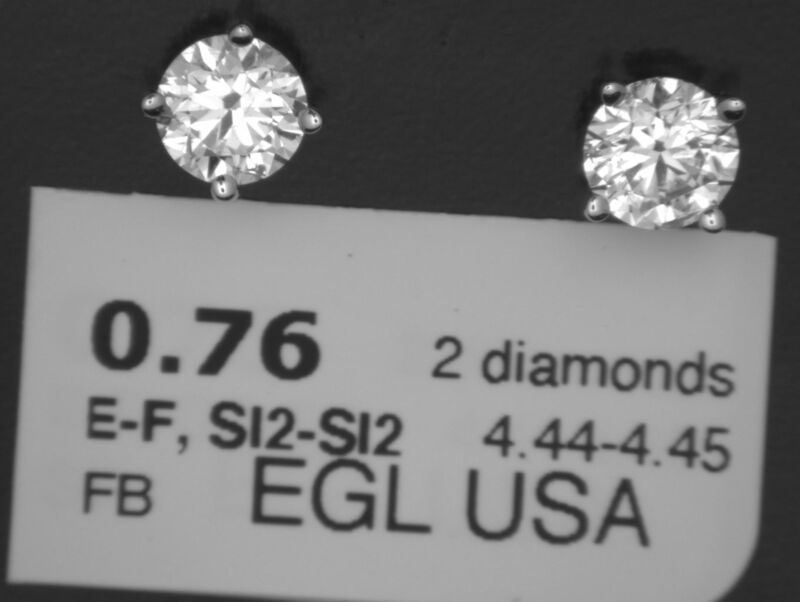 0.76 2 diamonds
E-F, SI2-SI2 4.44-4.45
FB EGL USA